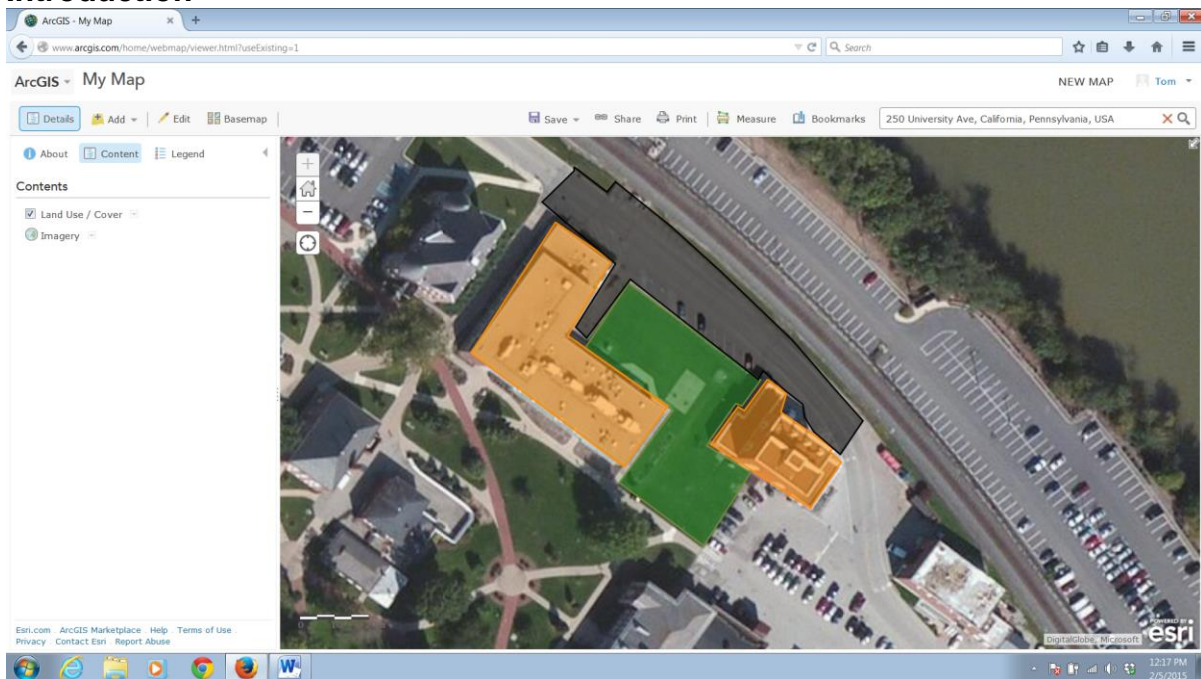 ArcGIS - My Map
www.arcgis.com/home/webmap/viewer.html?useExisting=1
Search
ArcGIS My Map
NEW MAP Tom
Details Add Edit Basemap Save Share Print Measure Bookmarks 250 University Ave, California, Pennsylvania, USA
About Content Legend
Contents
Land Use / Cover
Imagery
Esri.com ArcGIS Marketplace Help Terms of Use
Privacy Contact Esri Report Abuse
DigitalGlobe, Microsoft
POWERED BY
esri
12:17 PM
2/5/2015